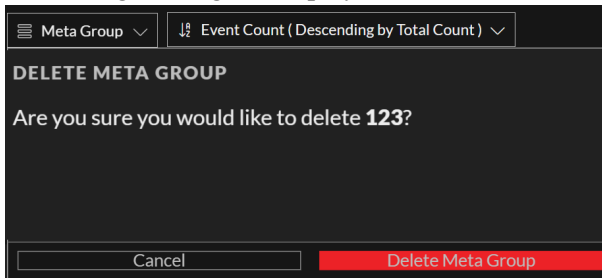 Meta Group
Event Count ( Descending by Total Count )
DELETE META GROUP
Are you sure you would like to delete 123?
Cancel
Delete Meta Group